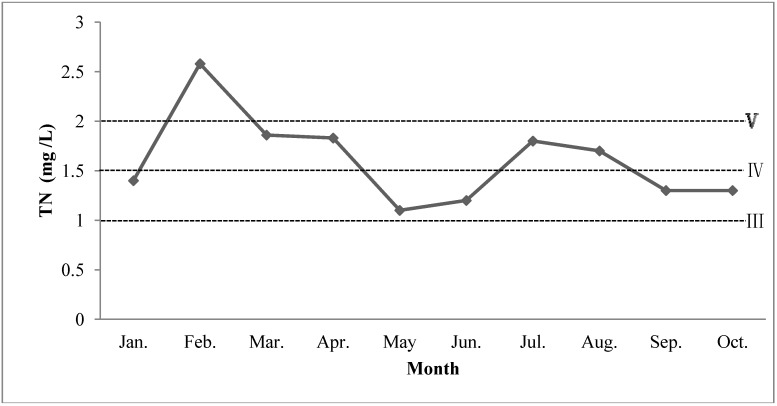 3
2.5
2
1.5
1
0.5
0
TN (mg /L)
V
IV
III
Jan. Feb. Mar. Apr. May Jun. Jul. Aug. Sep. Oct.
Month